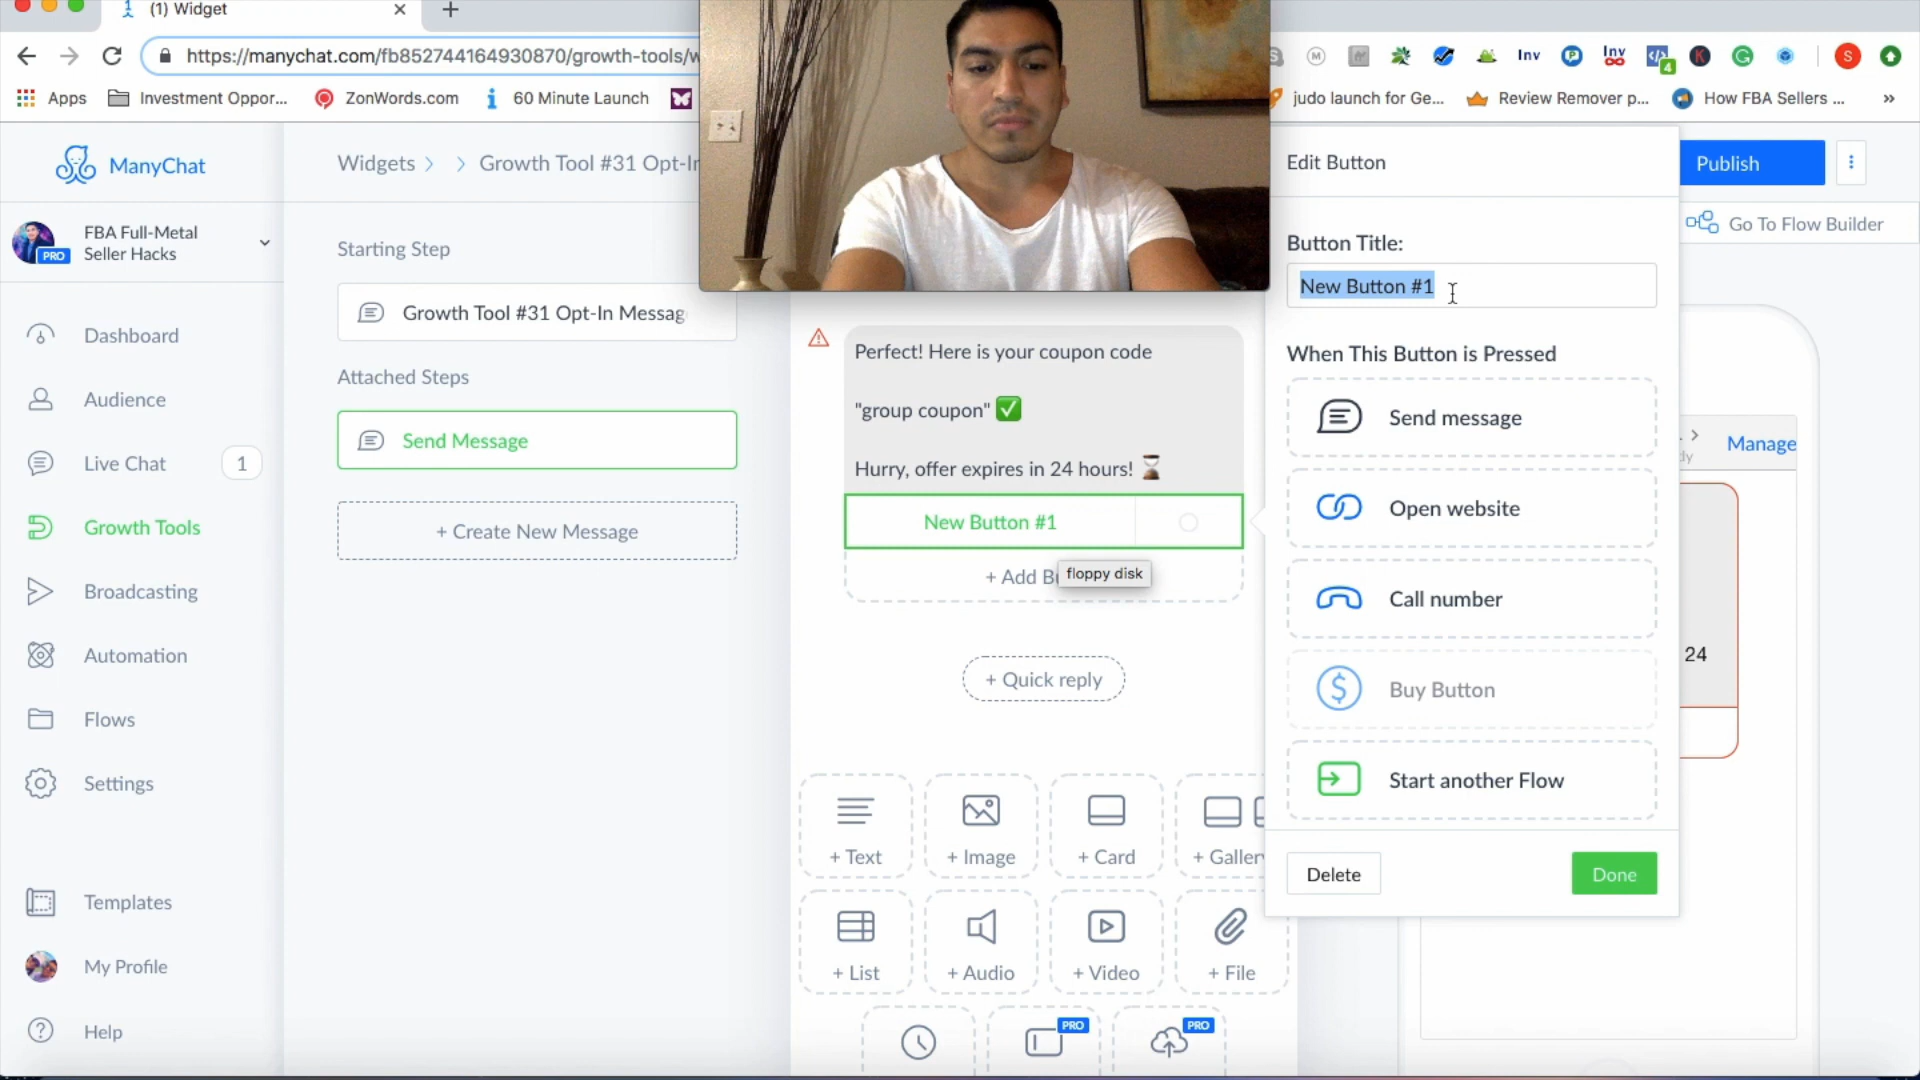 (1) Widget
https://manychat.com/fb852744164930870/growth-tools/w
Inv
Inv
4
S
Apps
Investment Oppor...
ZonWords.com
60 Minute Launch
judo launch for Ge...
Review Remover p...
How FBA Sellers ...
»
ManyChat
Widgets
Growth Tool #31 Opt-In
Edit Button
Publish
FBA Full-Metal
Seller Hacks
PRO
Go To Flow Builder
Starting Step
Growth Tool #31 Opt-In Messag
Attached Steps
Send Message
+ Create New Message
Dashboard
Audience
Live Chat
1
Growth Tools
Broadcasting
Automation
Flows
Settings
Templates
My Profile
Help
Perfect! Here is your coupon code
"group coupon" ✅
Hurry, offer expires in 24 hours! ⏳
New Button #1
+ Add B
floppy disk
+ Quick reply
+ Text
+ Image
+ Card
+ Gallery
+ List
+ Audio
+ Video
+ File
PRO
PRO
Button Title:
New Button #1
When This Button is Pressed
Send message
Open website
Call number
Buy Button
Start another Flow
Delete
Done
Manage
24